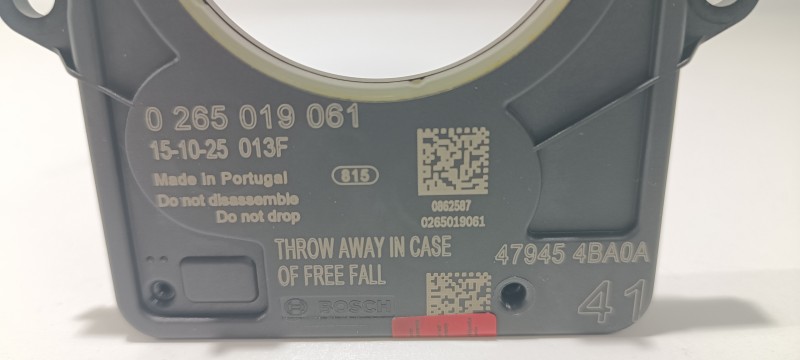 0 265 019 061
15-10-25 013F
Made in Portugal
815
Do not disassemble
Do not drop
0862587
0265019061
THROW AWAY IN CASE
OF FREE FALL
47945 4BA0A
41
BOSCH